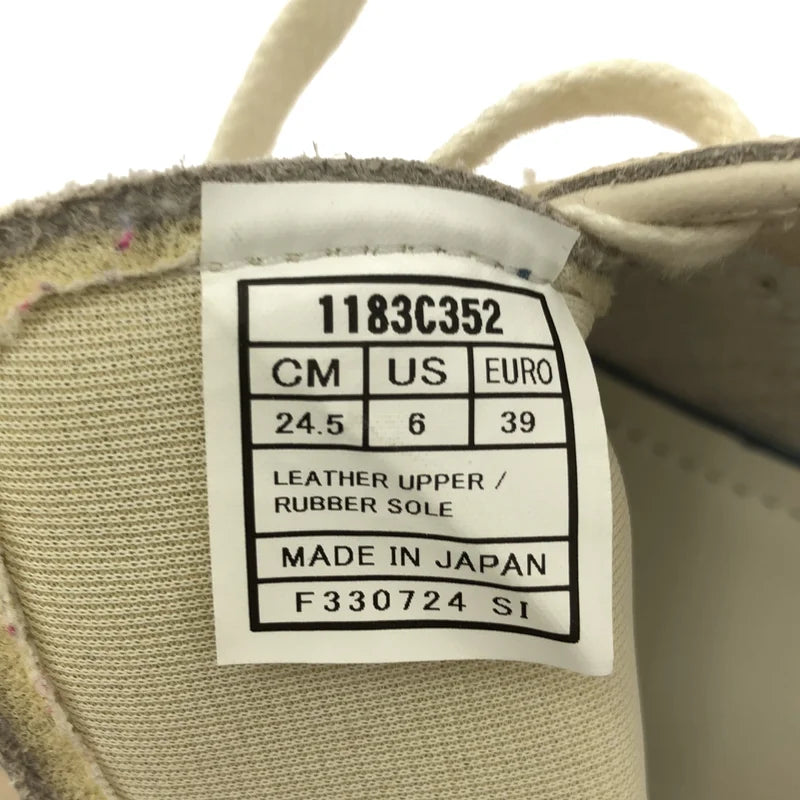 1183C352
CM US EURO
24.5 6 39
LEATHER UPPER /
RUBBER SOLE
MADE IN JAPAN
F330724 SI